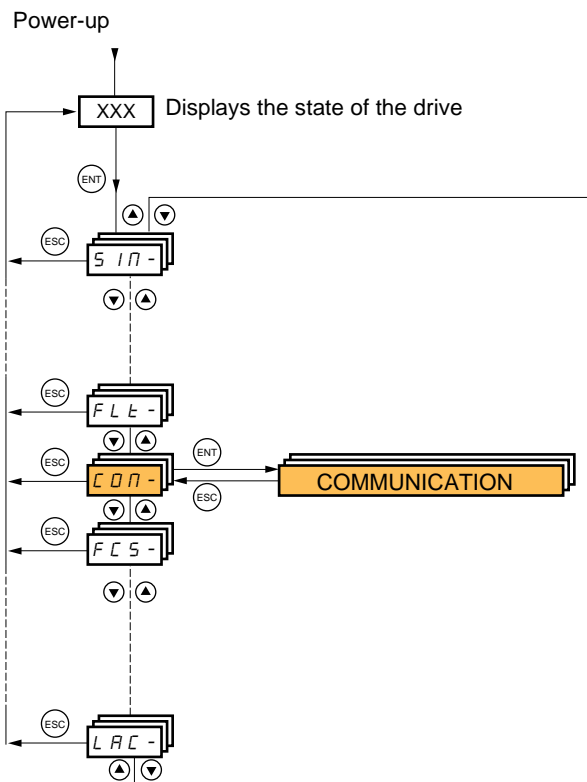 Power-up
XXX Displays the state of the drive
ENT
ESC
SIM-
ESC
FLt-
ENT
ESC
COM- COMMUNICATION
ESC
ESC
FCS-
ESC
LAC-